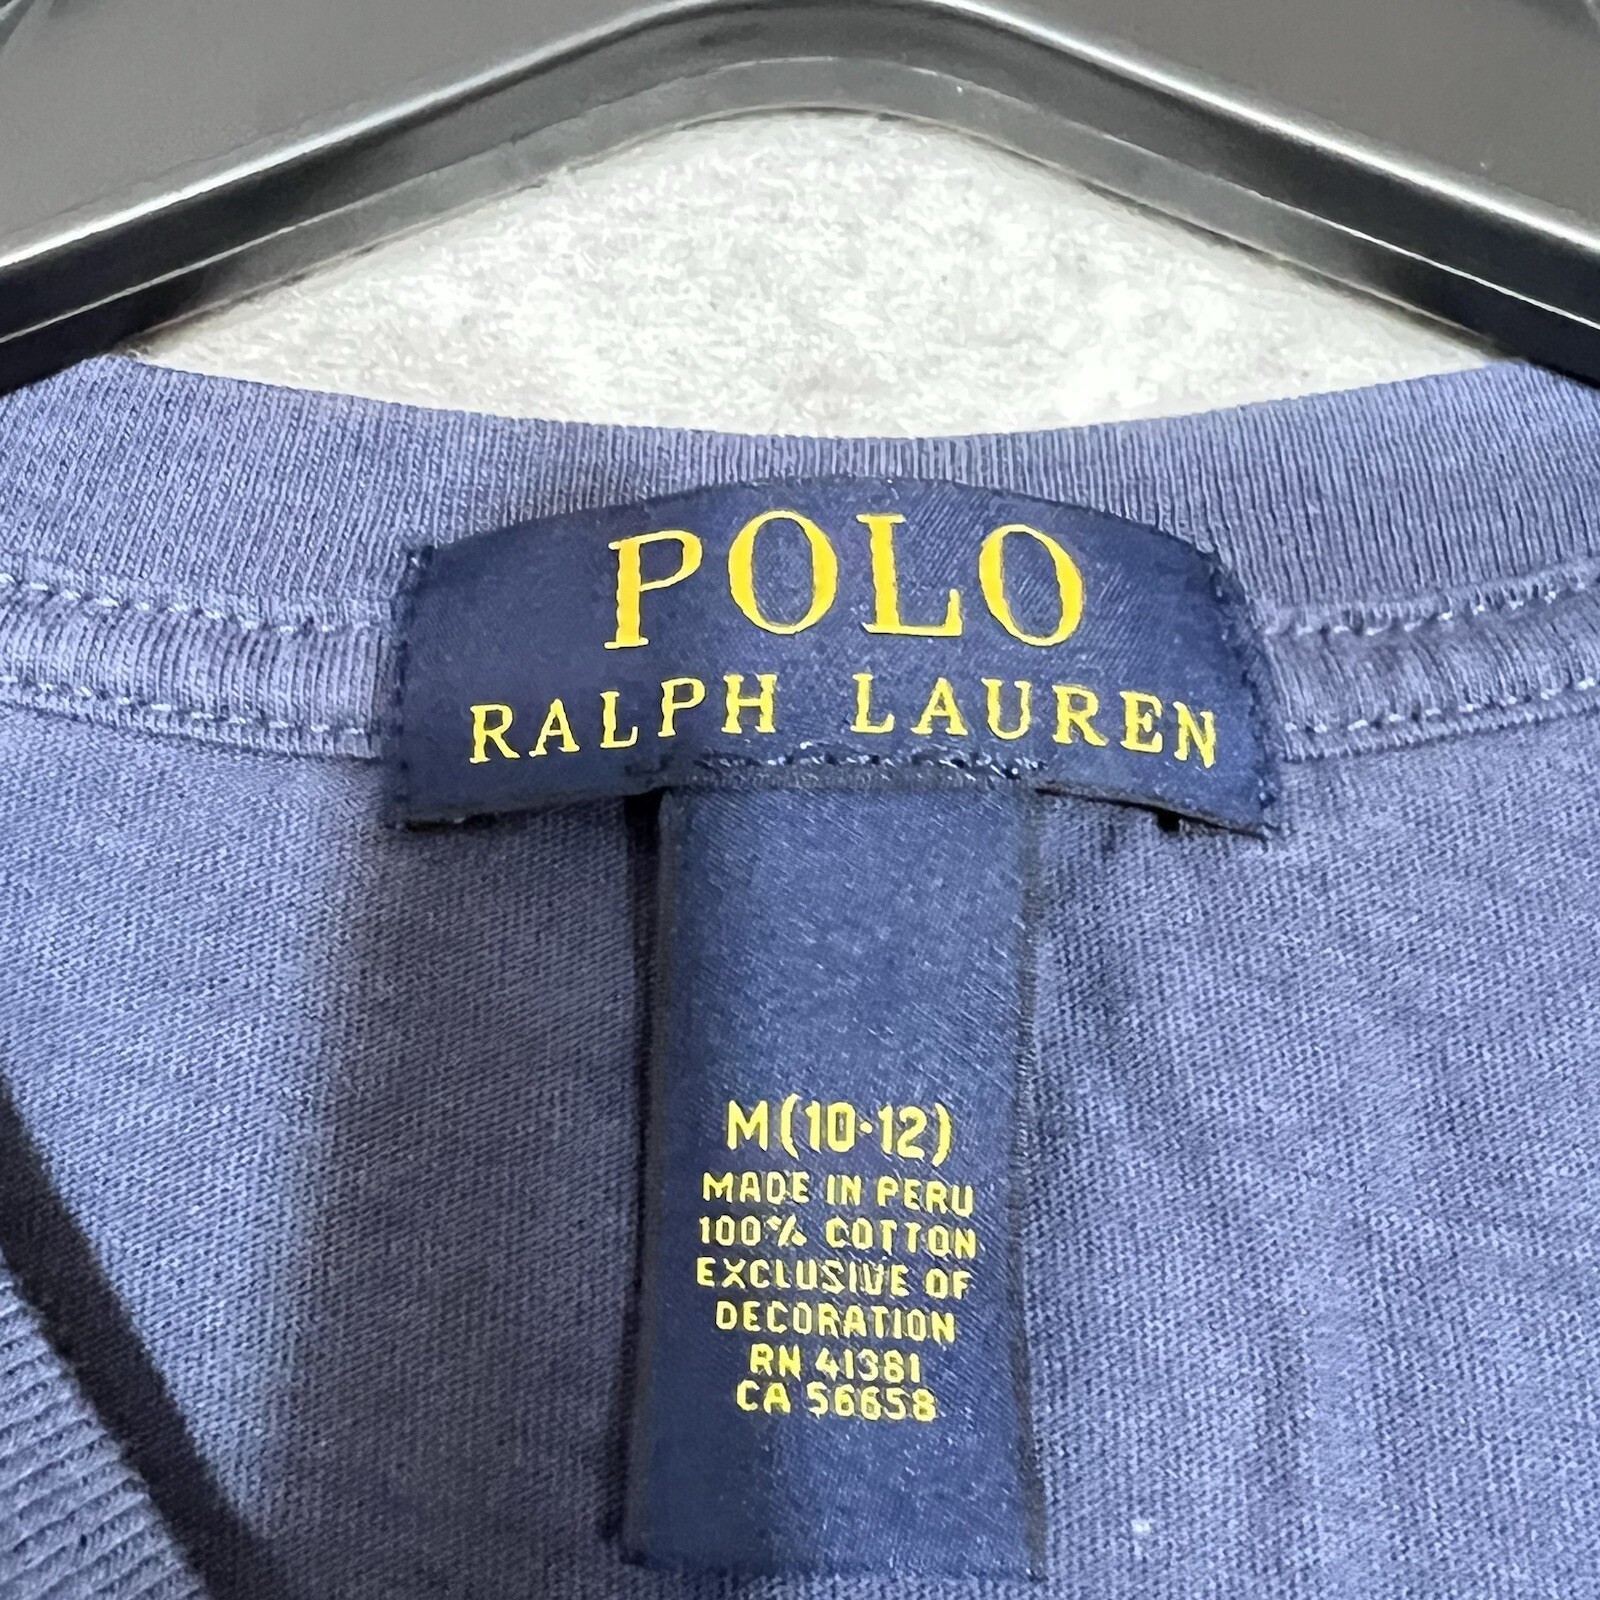 POLO
RALPH LAUREN
M(10-12)
MADE IN PERU
100% COTTON
EXCLUSIVE OF
DECORATION
RN 41381
CA 56658